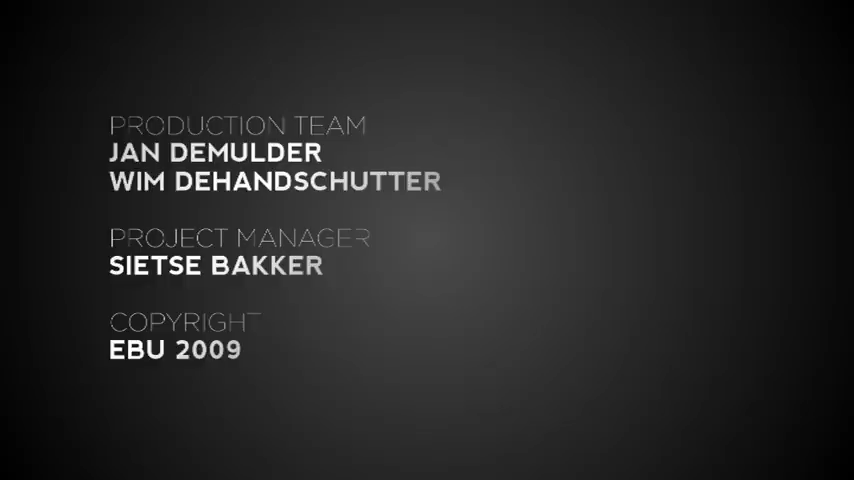 PRODUCTION TEAM
JAN DEMULDER
WIM DEHANDSCHUTTER
PROJECT MANAGER
SIETSE BAKKER
COPYRIGHT
EBU 2009